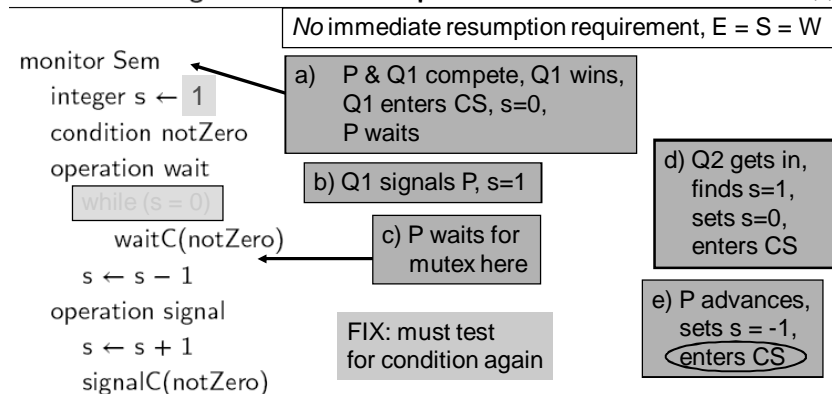 No immediate resumption requirement, E = S = W
monitor Sem
integer s ← 1
condition notZero
operation wait
while (s = 0)
waitC(notZero)
s ← s − 1
operation signal
s ← s + 1
signalC(notZero)
a) P & Q1 compete, Q1 wins,
Q1 enters CS, s=0,
P waits
b) Q1 signals P, s=1
c) P waits for
mutex here
d) Q2 gets in,
finds s=1,
sets s=0,
enters CS
e) P advances,
sets s = -1,
enters CS
FIX: must test
for condition again